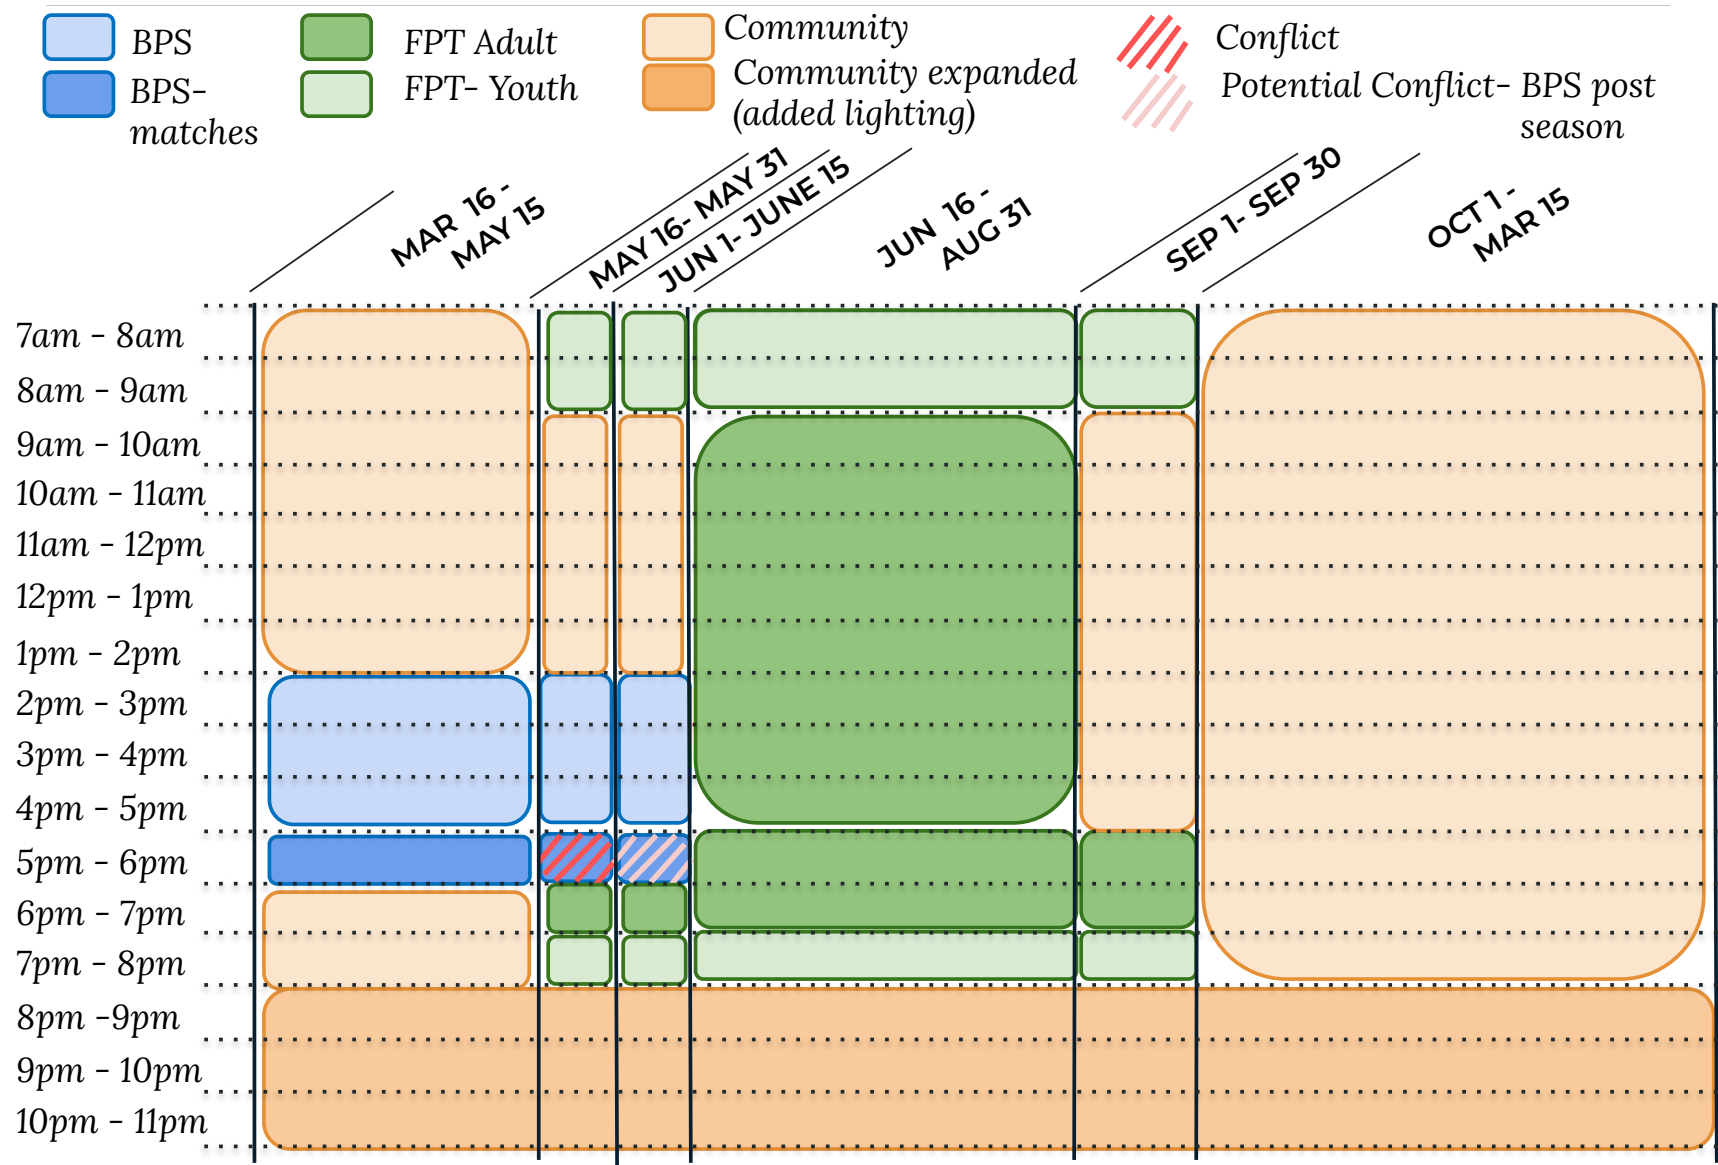 BPS
BPS-
matches
FPT Adult
FPT- Youth
Community
Community expanded
(added lighting)
Conflict
Potential Conflict- BPS post
season
MAR 16 -
MAY 15
MAY 16- MAY 31
JUN 1- JUNE 15
JUN 16 -
AUG 31
SEP 1- SEP 30
OCT 1 -
MAR 15
7am - 8am
8am - 9am
9am - 10am
10am - 11am
11am - 12pm
12pm - 1pm
1pm - 2pm
2pm - 3pm
3pm - 4pm
4pm - 5pm
5pm - 6pm
6pm - 7pm
7pm - 8pm
8pm -9pm
9pm - 10pm
10pm - 11pm